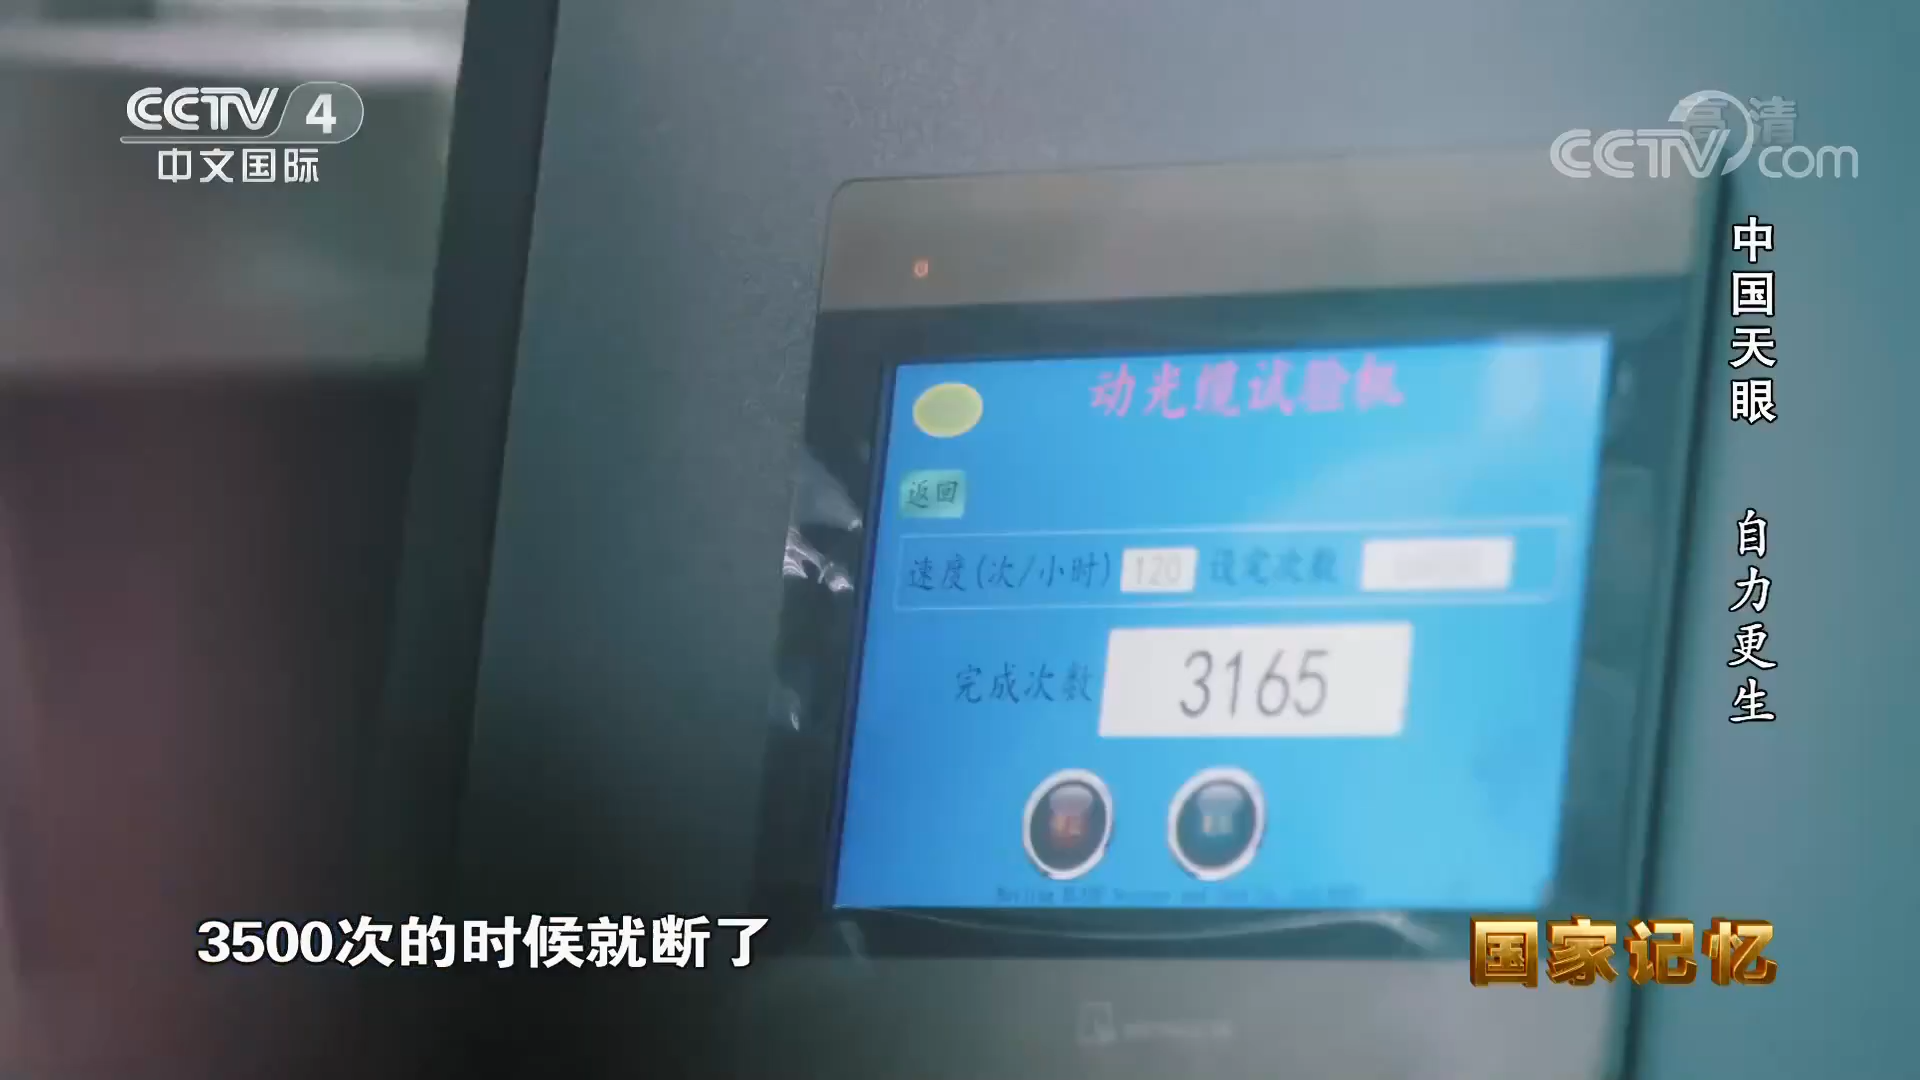 CCTV 4
中文国际
高清
CCTV com
中国天眼 自力更生
动光缆试验机
返回
速度(次/小时) 120 设定次数
完成次数 3165
3500次的时候就断了
国家记忆